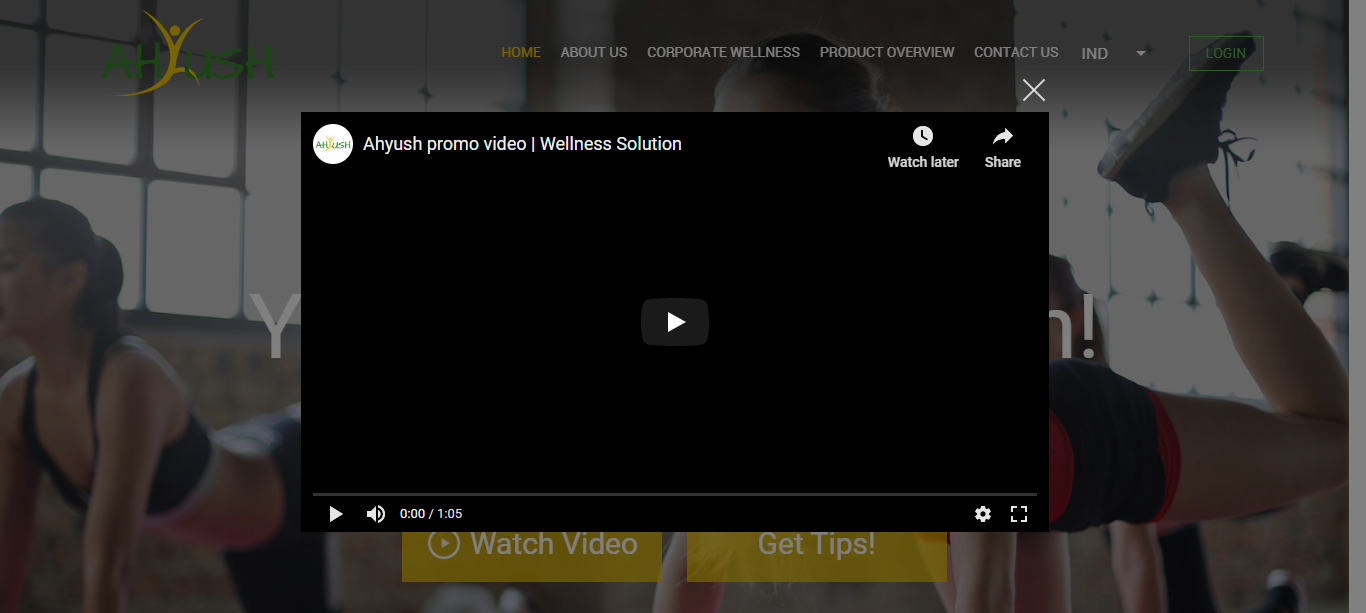 AHYUSH
HOME ABOUT US CORPORATE WELLNESS PRODUCT OVERVIEW CONTACT US IND LOGIN
AHYUSH Ahyush promo video | Wellness Solution
Watch later Share
0:00 / 1:05
Watch Video Get Tips!